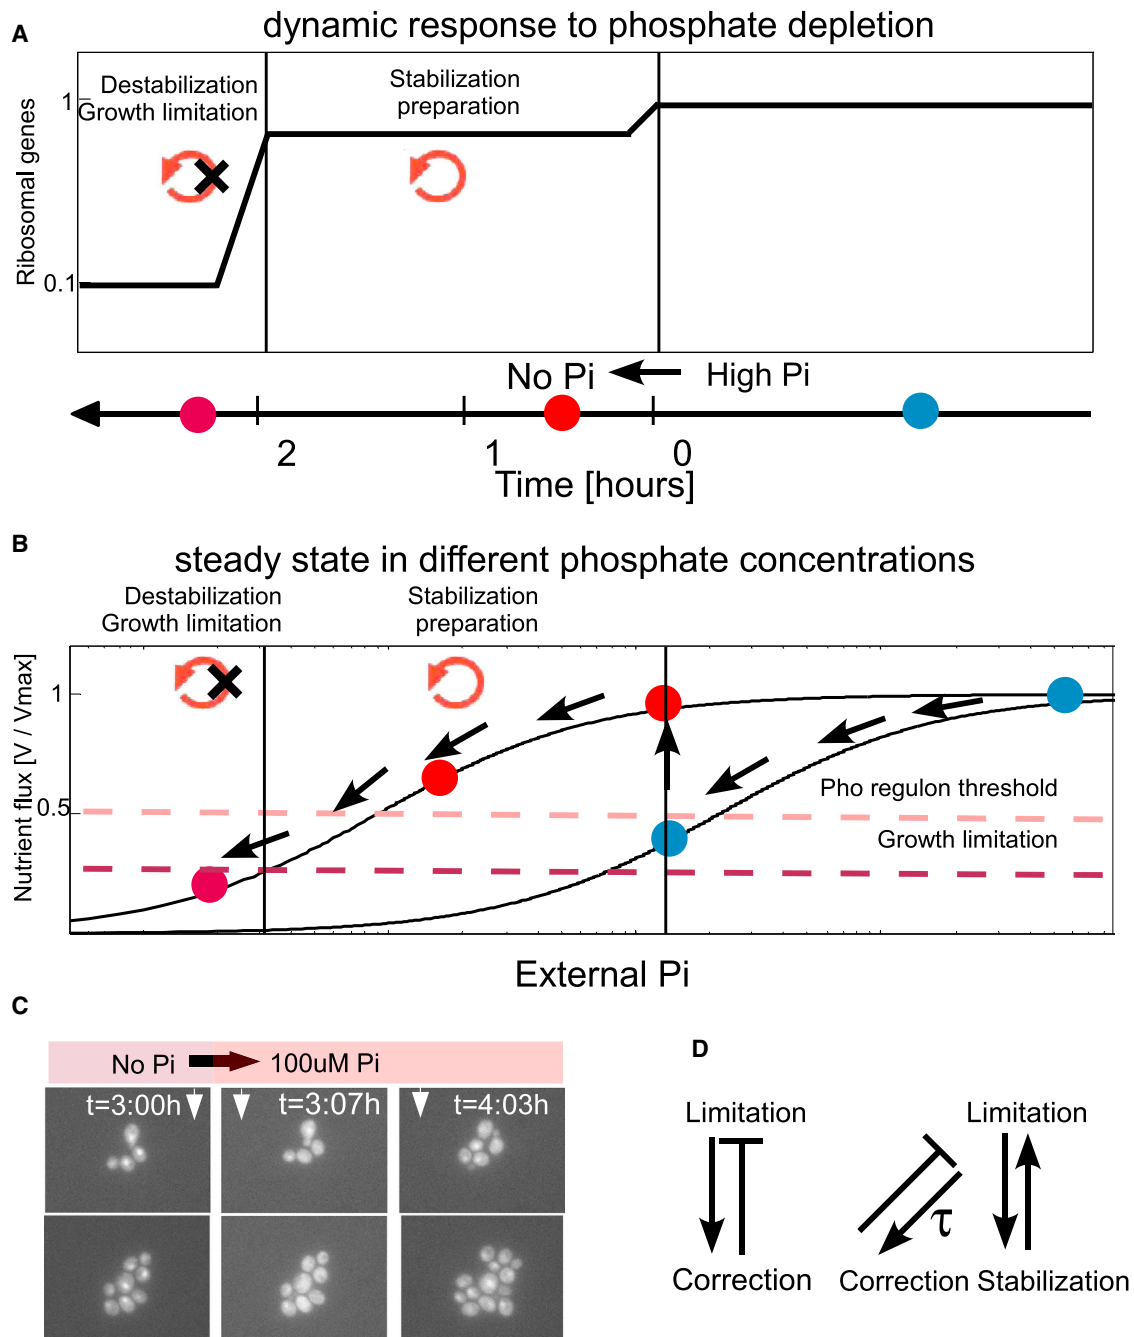 A
dynamic response to phosphate depletion
Destabilization
Growth limitation
Stabilization
preparation
Ribosomal genes
1
0.1
No Pi
High Pi
2
1
0
Time [hours]
B
steady state in different phosphate concentrations
Destabilization
Growth limitation
Stabilization
preparation
Nutrient flux [V / Vmax]
1
0.5
Pho regulon threshold
Growth limitation
External Pi
C
No Pi
100uM Pi
t=3:00h
t=3:07h
t=4:03h
D
Limitation
Correction
Limitation
τ
Correction
Stabilization